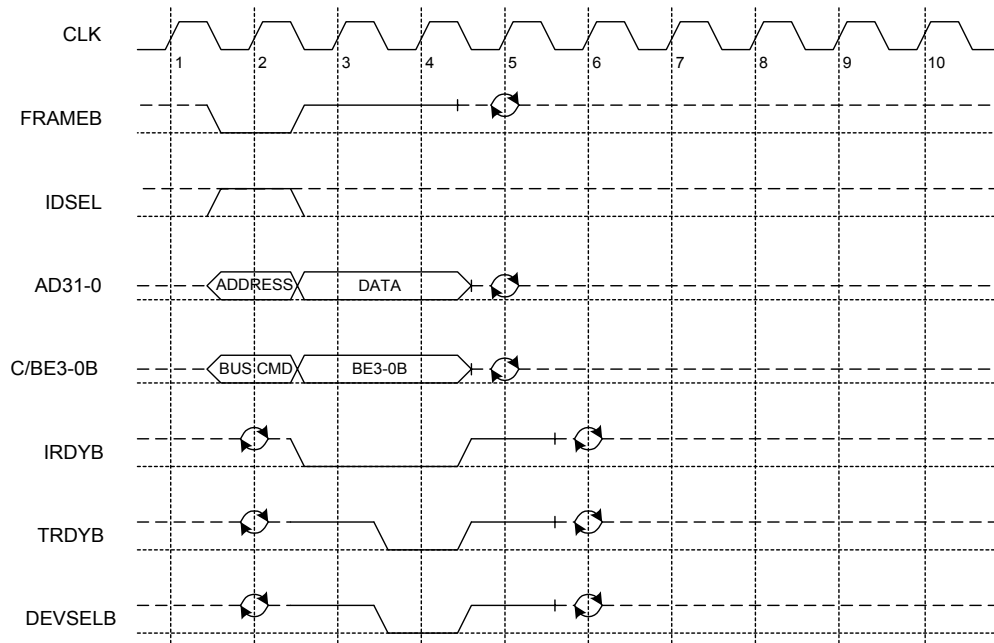 CLK
1 2 3 4 5 6 7 8 9 10
FRAMEB
IDSEL
AD31-0 ADDRESS DATA
C/BE3-0B BUS CMD BE3-0B
IRDYB
TRDYB
DEVSELB